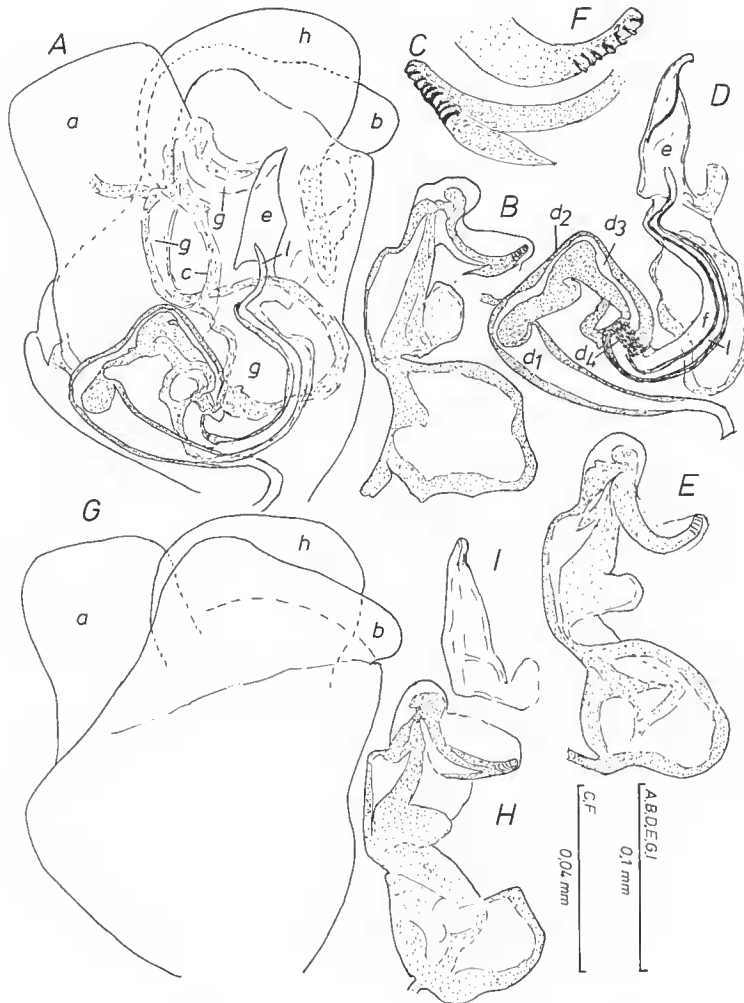 A
a
h
b
g
g
e
l
c
g
C
F
D
e
f
l
B
d2
d3
d1
d4
E
G
a
h
b
I
H
C,F
0,04 mm
A,B,D,E,G,I
0,1 mm